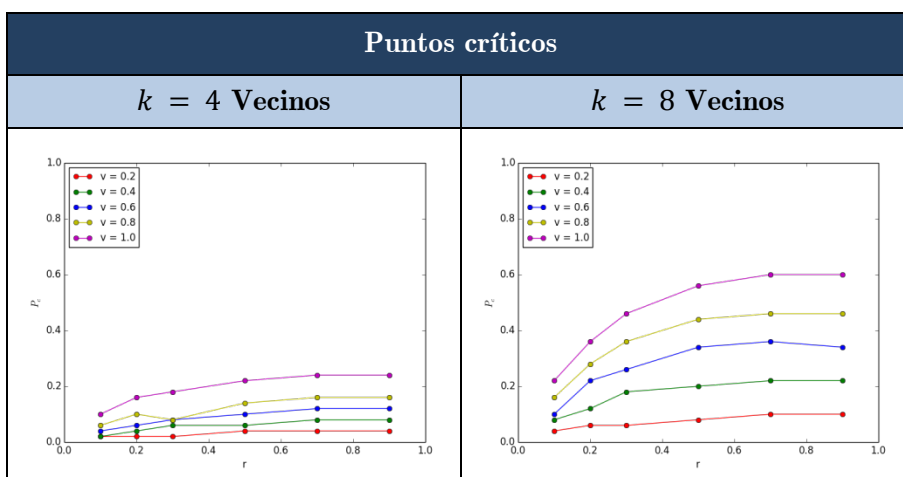 Puntos críticos
k = 4 Vecinos
k = 8 Vecinos
1.0
0.8
0.6
0.4
0.2
0.0
0.0 0.2 0.4 0.6 0.8 1.0
P_c
r
v = 0.2
v = 0.4
v = 0.6
v = 0.8
v = 1.0
1.0
0.8
0.6
0.4
0.2
0.0
0.0 0.2 0.4 0.6 0.8 1.0
P_c
r
v = 0.2
v = 0.4
v = 0.6
v = 0.8
v = 1.0